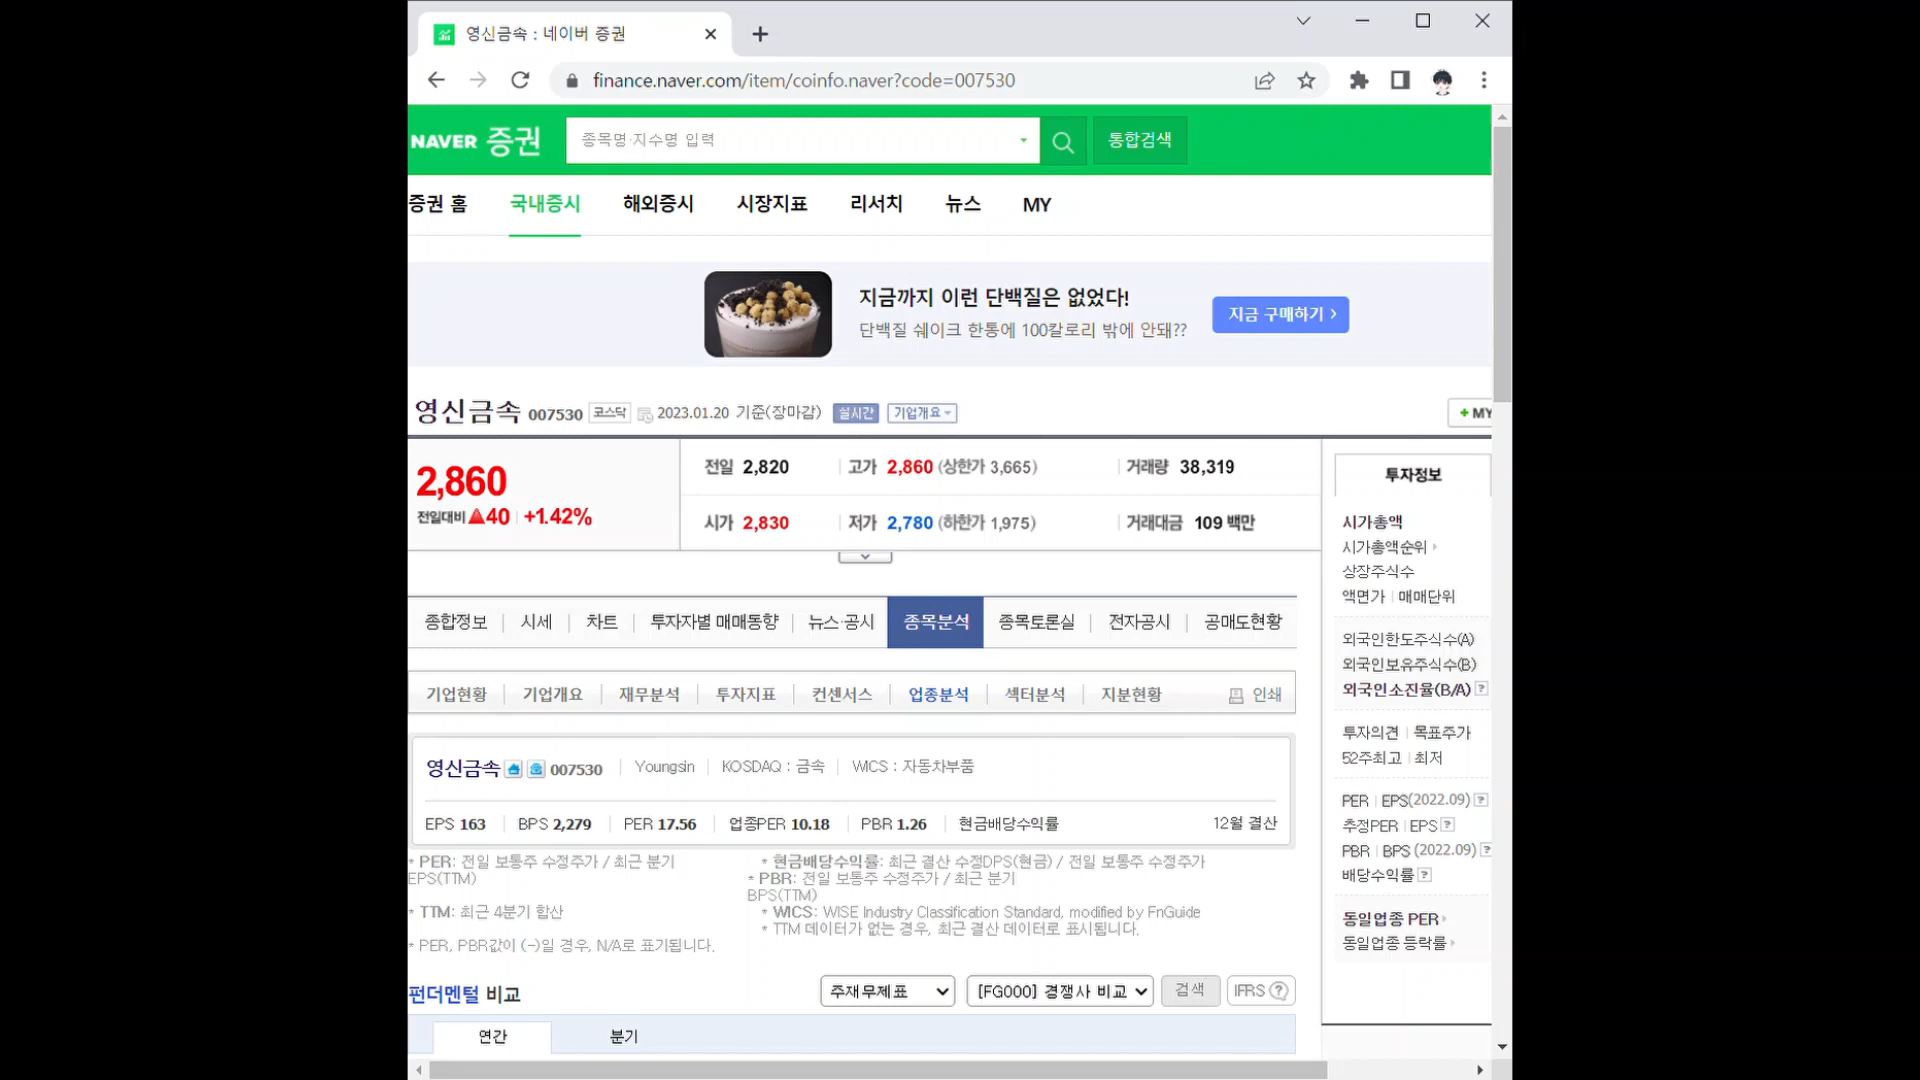 영신금속 : 네이버 증권
finance.naver.com/item/coinfo.naver?code=007530
NAVER 증권
종목명·지수명 입력
통합검색
증권 홈 국내증시 해외증시 시장지표 리서치 뉴스 MY
지금까지 이런 단백질은 없었다!
단백질 쉐이크 한통에 100칼로리 밖에 안돼??
지금 구매하기 >
영신금속 007530 코스닥 2023.01.20 기준(장마감) 실시간 기업개요
+ MY
2,860
전일대비 ▲40 | +1.42%
전일 2,820 | 고가 2,860 (상한가 3,665) | 거래량 38,319
시가 2,830 | 저가 2,780 (하한가 1,975) | 거래대금 109 백만
종합정보 | 시세 | 차트 | 투자자별 매매동향 | 뉴스·공시 종목분석 종목토론실 | 전자공시 | 공매도현황
기업현황 | 기업개요 | 재무분석 | 투자지표 | 컨센서스 | 업종분석 | 섹터분석 | 지분현황 인쇄
영신금속 007530 | Youngsin | KOSDAQ : 금속 | WICS : 자동차부품
EPS 163 | BPS 2,279 | PER 17.56 | 업종PER 10.18 | PBR 1.26 | 현금배당수익률 12월 결산
* PER: 전일 보통주 수정주가 / 최근 분기
EPS(TTM)
* TTM: 최근 4분기 합산
* PER, PBR값이 (-)일 경우, N/A로 표기됩니다.
* 현금배당수익률: 최근 결산 수정DPS(현금) / 전일 보통주 수정주가
* PBR: 전일 보통주 수정주가 / 최근 분기
BPS(TTM)
* WICS: WISE Industry Classification Standard, modified by FnGuide
* TTM 데이터가 없는 경우, 최근 결산 데이터로 표시됩니다.
펀더멘털 비교
주재무제표 [FG000] 경쟁사 비교 검색 IFRS ?
연간 분기
투자정보
시가총액
시가총액순위
상장주식수
액면가 | 매매단위
외국인한도주식수(A)
외국인보유주식수(B)
외국인소진율(B/A) ?
투자의견 | 목표주가
52주최고 | 최저
PER | EPS(2022.09) ?
추정PER | EPS ?
PBR | BPS (2022.09) ?
배당수익률 ?
동일업종 PER
동일업종 등락률